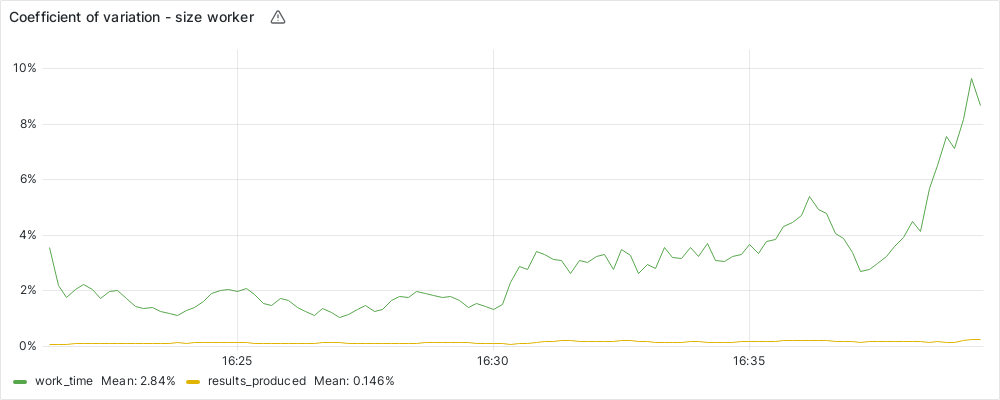 Coefficient of variation - size worker
10%
8%
6%
4%
2%
0%
16:25 16:30 16:35
work_time Mean: 2.84% results_produced Mean: 0.146%